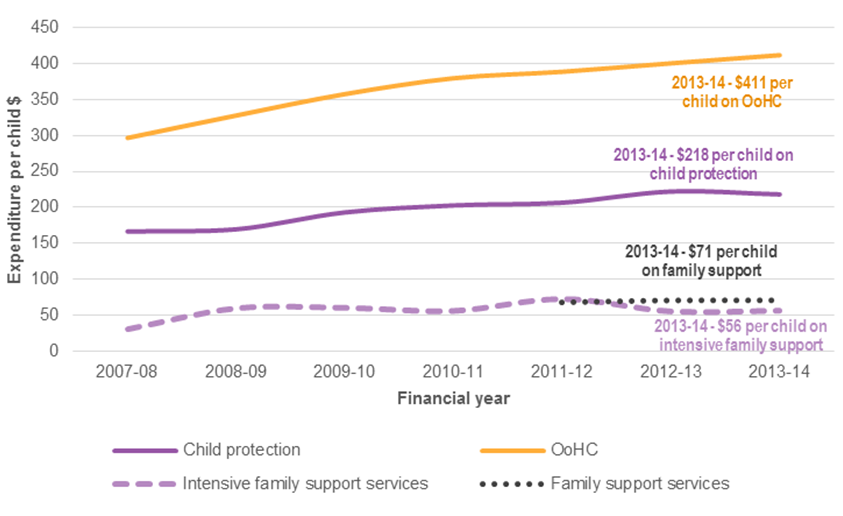 450
400
350
300
250
200
150
100
50
0
Expenditure per child $
2013-14 - $411 per
child on OoHC
2013-14 - $218 per child on
child protection
2013-14 - $71 per child
on family support
2013-14 - $56 per child on
intensive family support
2007-08 2008-09 2009-10 2010-11 2011-12 2012-13 2013-14
Financial year
Child protection OoHC
Intensive family support services Family support services